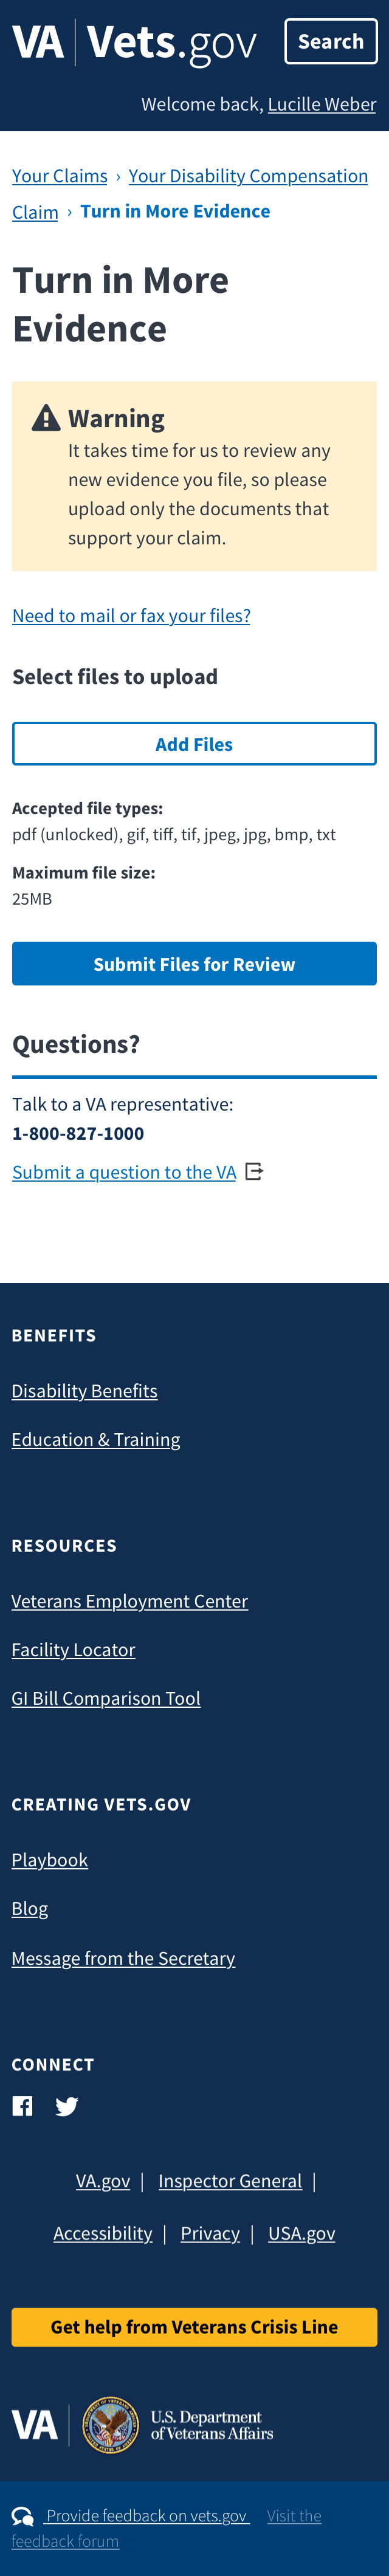 VA | Vets.gov Search
Welcome back, Lucille Weber
Your Claims › Your Disability Compensation
Claim › Turn in More Evidence
Turn in More
Evidence
Warning
It takes time for us to review any
new evidence you file, so please
upload only the documents that
support your claim.
Need to mail or fax your files?
Select files to upload
Add Files
Accepted file types:
pdf (unlocked), gif, tiff, tif, jpeg, jpg, bmp, txt
Maximum file size:
25MB
Submit Files for Review
Questions?
Talk to a VA representative:
1-800-827-1000
Submit a question to the VA
BENEFITS
Disability Benefits
Education & Training
RESOURCES
Veterans Employment Center
Facility Locator
GI Bill Comparison Tool
CREATING VETS.GOV
Playbook
Blog
Message from the Secretary
CONNECT
VA.gov | Inspector General |
Accessibility | Privacy | USA.gov
Get help from Veterans Crisis Line
VA | U.S. Department
of Veterans Affairs
Provide feedback on vets.gov Visit the
feedback forum